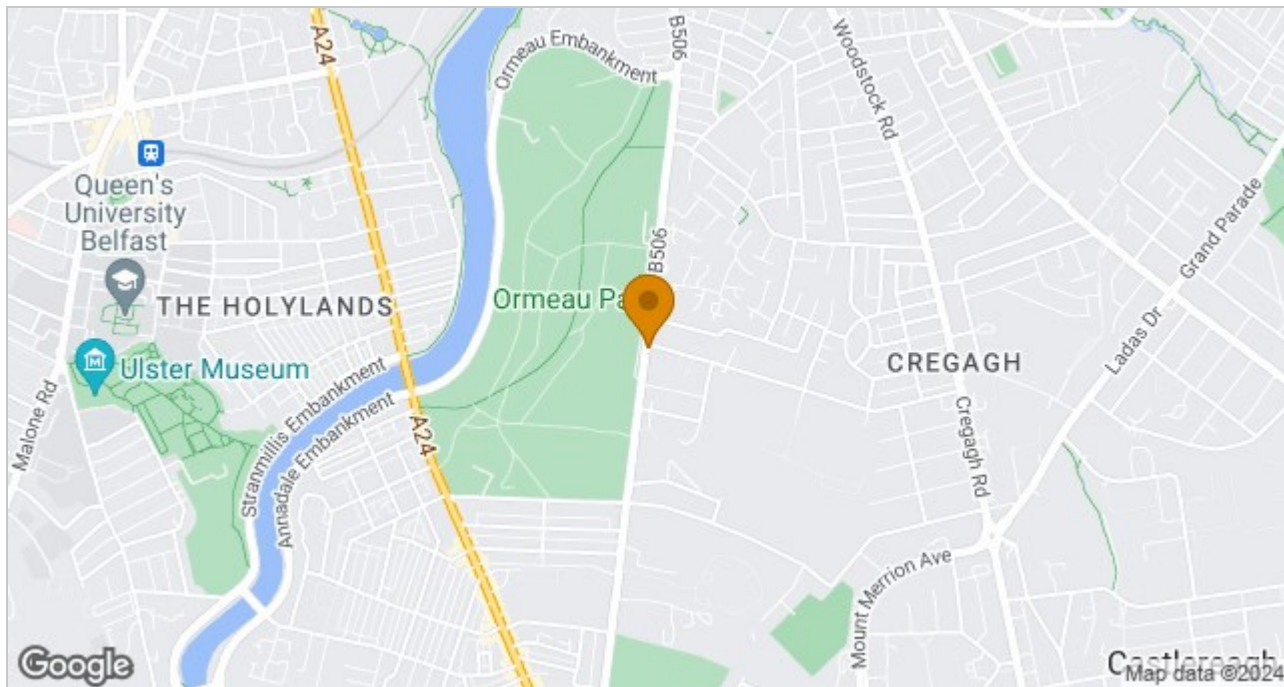 A24
Ormeau Embankment
B506
Woodstock Rd
Queen's
University
Belfast
THE HOLYLANDS
Ulster Museum
Malone Rd
Stranmillis Embankment
Annadale Embankment
A24
Ormeau Pa
B506
CREGAGH
Grand Parade
Ladas Dr
Cregagh Rd
Mount Merrion Ave
Castlereagh
Google
Map data ©2024